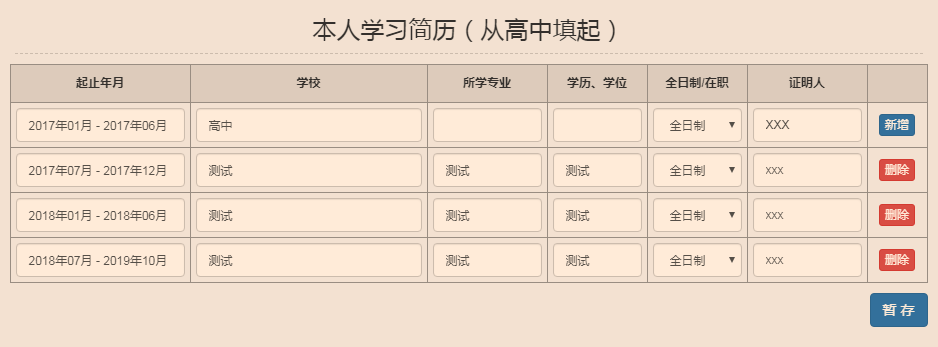 本人学习简历（从高中填起）
起止年月 学校 所学专业 学历、学位 全日制/在职 证明人
2017年01月 - 2017年06月 高中 全日制 XXX 新增
2017年07月 - 2017年12月 测试 测试 测试 全日制 xxx 删除
2018年01月 - 2018年06月 测试 测试 测试 全日制 xxx 删除
2018年07月 - 2019年10月 测试 测试 测试 全日制 xxx 删除
暂 存